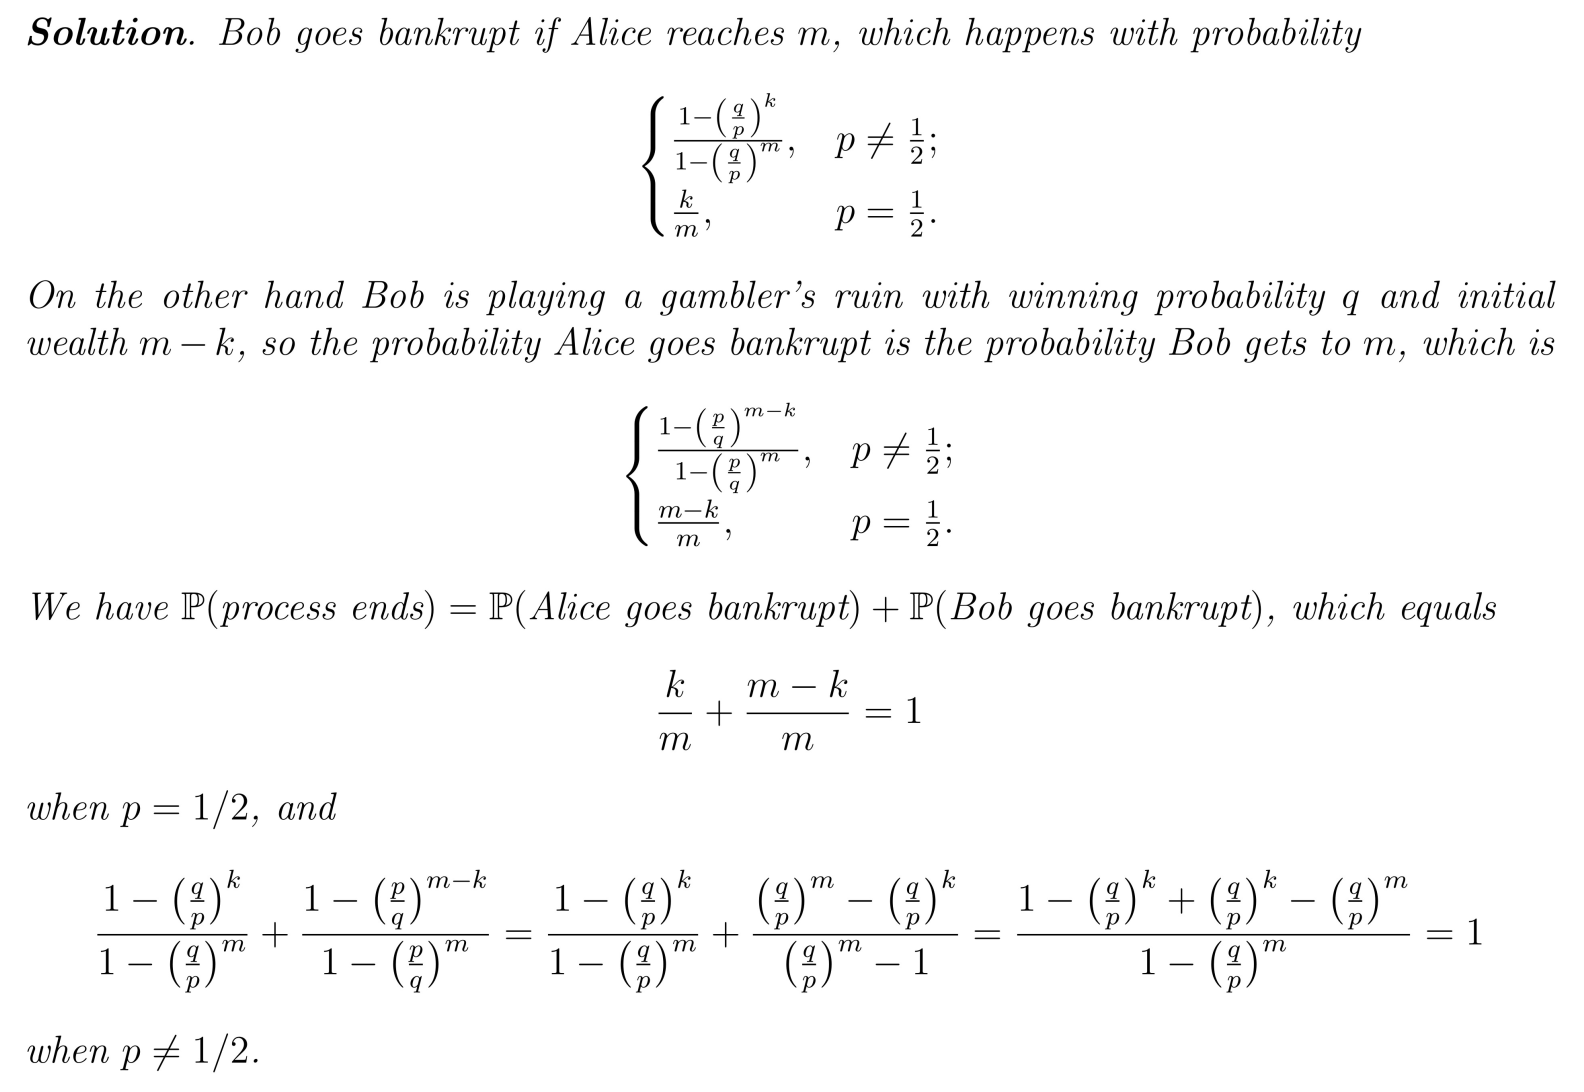 Solution. Bob goes bankrupt if Alice reaches m, which happens with probability
$\begin{cases} \frac{1-\left(\frac{q}{p}\right)^k}{1-\left(\frac{q}{p}\right)^m}, & p \neq \frac{1}{2}; \\ \frac{k}{m}, & p = \frac{1}{2}. \end{cases}$
On the other hand Bob is playing a gambler's ruin with winning probability q and initial
wealth m − k, so the probability Alice goes bankrupt is the probability Bob gets to m, which is
$\begin{cases} \frac{1-\left(\frac{p}{q}\right)^{m-k}}{1-\left(\frac{p}{q}\right)^m}, & p \neq \frac{1}{2}; \\ \frac{m-k}{m}, & p = \frac{1}{2}. \end{cases}$
We have ℙ(process ends) = ℙ(Alice goes bankrupt) + ℙ(Bob goes bankrupt), which equals
$\frac{k}{m} + \frac{m-k}{m} = 1$
when p = 1/2, and
$\frac{1-\left(\frac{q}{p}\right)^k}{1-\left(\frac{q}{p}\right)^m} + \frac{1-\left(\frac{p}{q}\right)^{m-k}}{1-\left(\frac{p}{q}\right)^m} = \frac{1-\left(\frac{q}{p}\right)^k}{1-\left(\frac{q}{p}\right)^m} + \frac{\left(\frac{q}{p}\right)^m-\left(\frac{q}{p}\right)^k}{\left(\frac{q}{p}\right)^m-1} = \frac{1-\left(\frac{q}{p}\right)^k+\left(\frac{q}{p}\right)^k-\left(\frac{q}{p}\right)^m}{1-\left(\frac{q}{p}\right)^m} = 1$
when p ≠ 1/2.